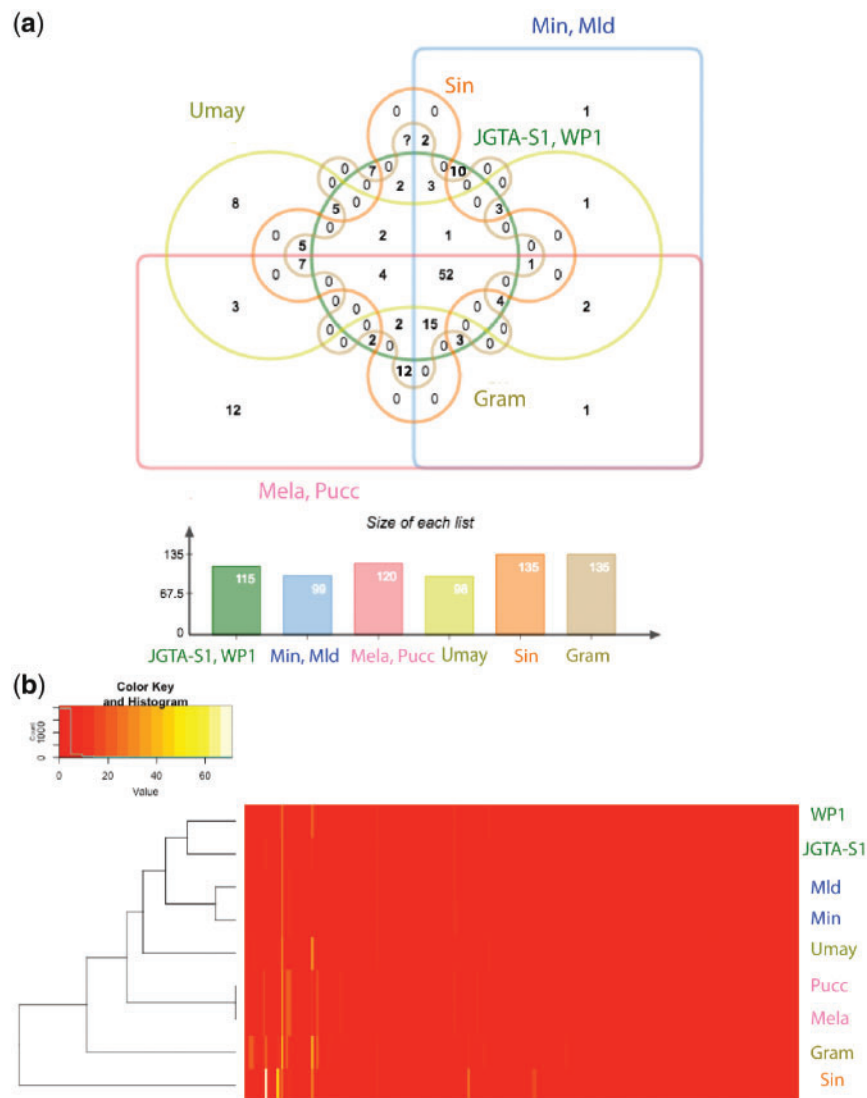 (a)
Min, Mld
Sin
Umay
JGTA-S1, WP1
0 0 1
? 2
0 7 0 0 10 0
0 0 2 3 0 0
8 0 5 0 0 3 0 1
0 5 2 1 0 0
0 7 4 52 1 0
3 0 0 0 4 0 2
0 0 2 15 0 0
0 2 0 0 3 0
12 0
0 0
12 1
Gram
Mela, Pucc
Size of each list
135
67.5
0
115 99 120 98 135 135
JGTA-S1, WP1 Min, Mld Mela, Pucc Umay Sin Gram
(b)
Color Key
and Histogram
Count
0 1000
0 20 40 60
Value
WP1
JGTA-S1
Mld
Min
Umay
Pucc
Mela
Gram
Sin